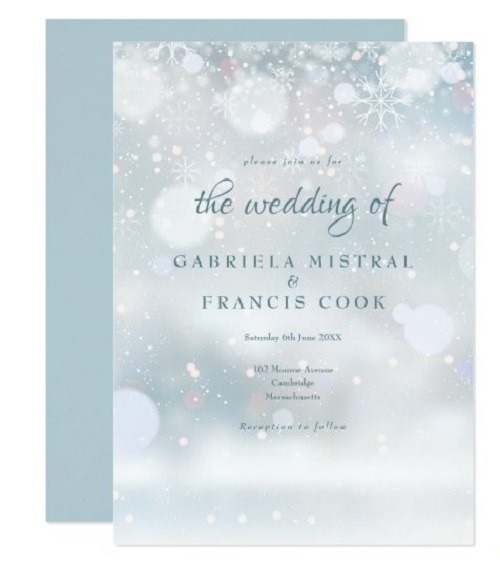 please join us for
the wedding of
GABRIELA MISTRAL
&
FRANCIS COOK
Saturday 6th June 20XX
162 Monroe Avenue
Cambridge
Massachusetts
Reception to follow